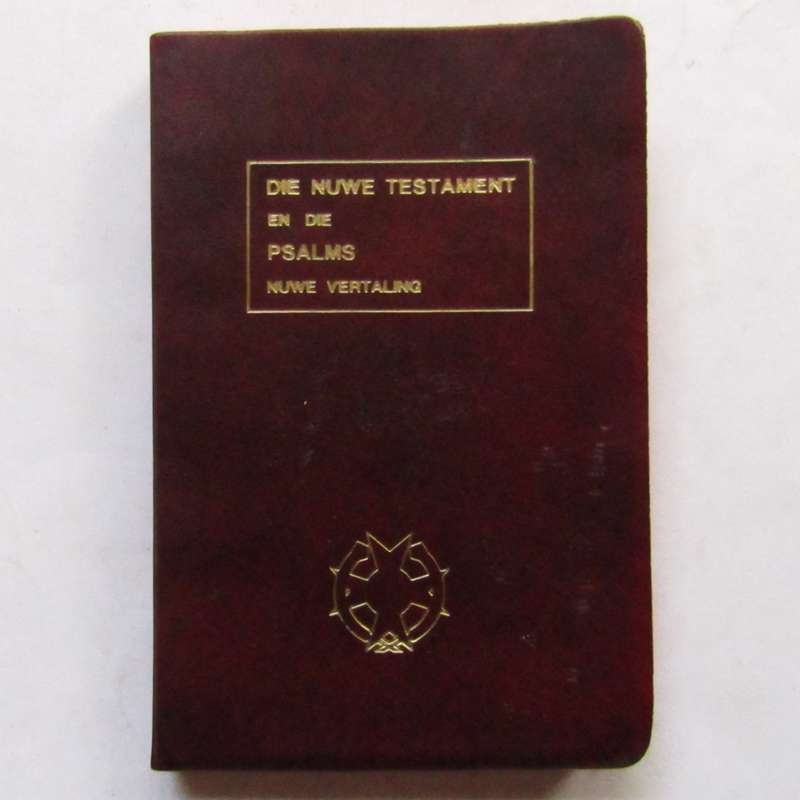 DIE NUWE TESTAMENT
EN DIE
PSALMS
NUWE VERTALING